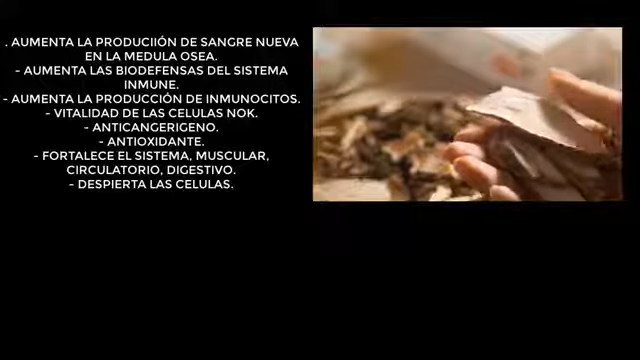 . AUMENTA LA PRODUCIIÓN DE SANGRE NUEVA
EN LA MEDULA OSEA.
- AUMENTA LAS BIODEFENSAS DEL SISTEMA
INMUNE.
- AUMENTA LA PRODUCCIÓN DE INMUNOCITOS.
- VITALIDAD DE LAS CELULAS NOK.
- ANTICANGERIGENO.
- ANTIOXIDANTE.
- FORTALECE EL SISTEMA, MUSCULAR,
CIRCULATORIO, DIGESTIVO.
- DESPIERTA LAS CELULAS.